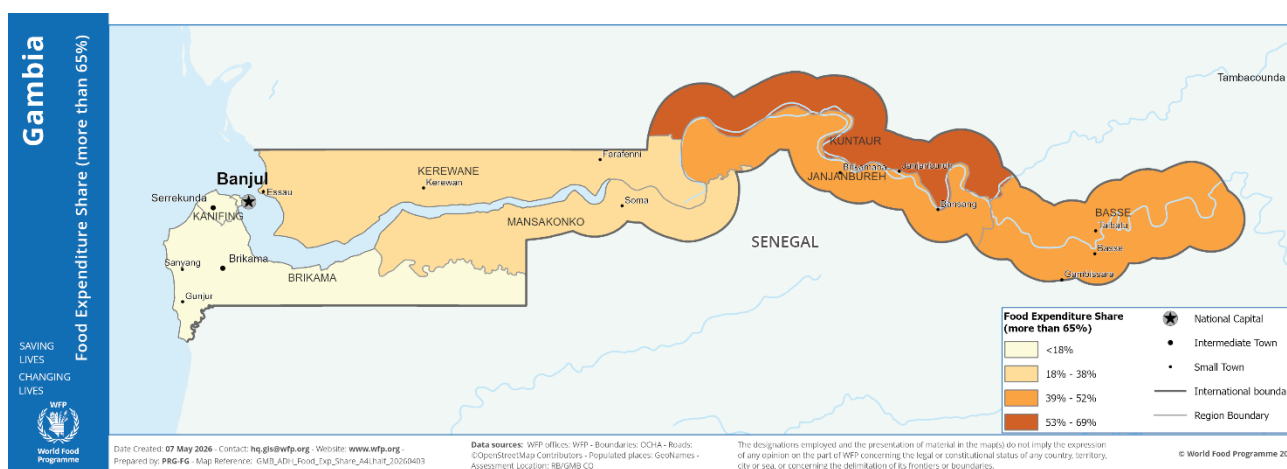 Gambia
Food Expenditure Share (more than 65%)
SAVING
LIVES
CHANGING
LIVES
WFP
World Food
Programme
Tambacounda
KUNTAUR
Farafenni
KEREWANE
Kerewan
Brikamaba
Janjanbureh
JANJANBUREH
Banjul
Essau
Serrekunda
KANIFING
Soma
MANSAKONKO
Bansang
BASSE
Basse
SENEGAL
Gambissara
Sanyang
Brikama
BRIKAMA
Gunjur
Food Expenditure Share
(more than 65%)
<18%
18% - 38%
39% - 52%
53% - 69%
National Capital
Intermediate Town
Small Town
International bounda
Region Boundary
Date Created: 07 May 2026 - Contact: hq.gis@wfp.org - Website: www.wfp.org -
Prepared by: PRG-FG - Map Reference: GMB_ADH_Food_Exp_Share_A4Lhalf_20260403
Data sources: WFP offices: WFP - Boundaries: OCHA - Roads:
©OpenStreetMap Contributors - Populated places: GeoNames -
Assessment Location: RB/GMB CO
The designations employed and the presentation of material in the map(s) do not imply the expression
of any opinion on the part of WFP concerning the legal or constitutional status of any country, territory,
city or sea, or concerning the delimitation of its frontiers or boundaries.
© World Food Programme 20